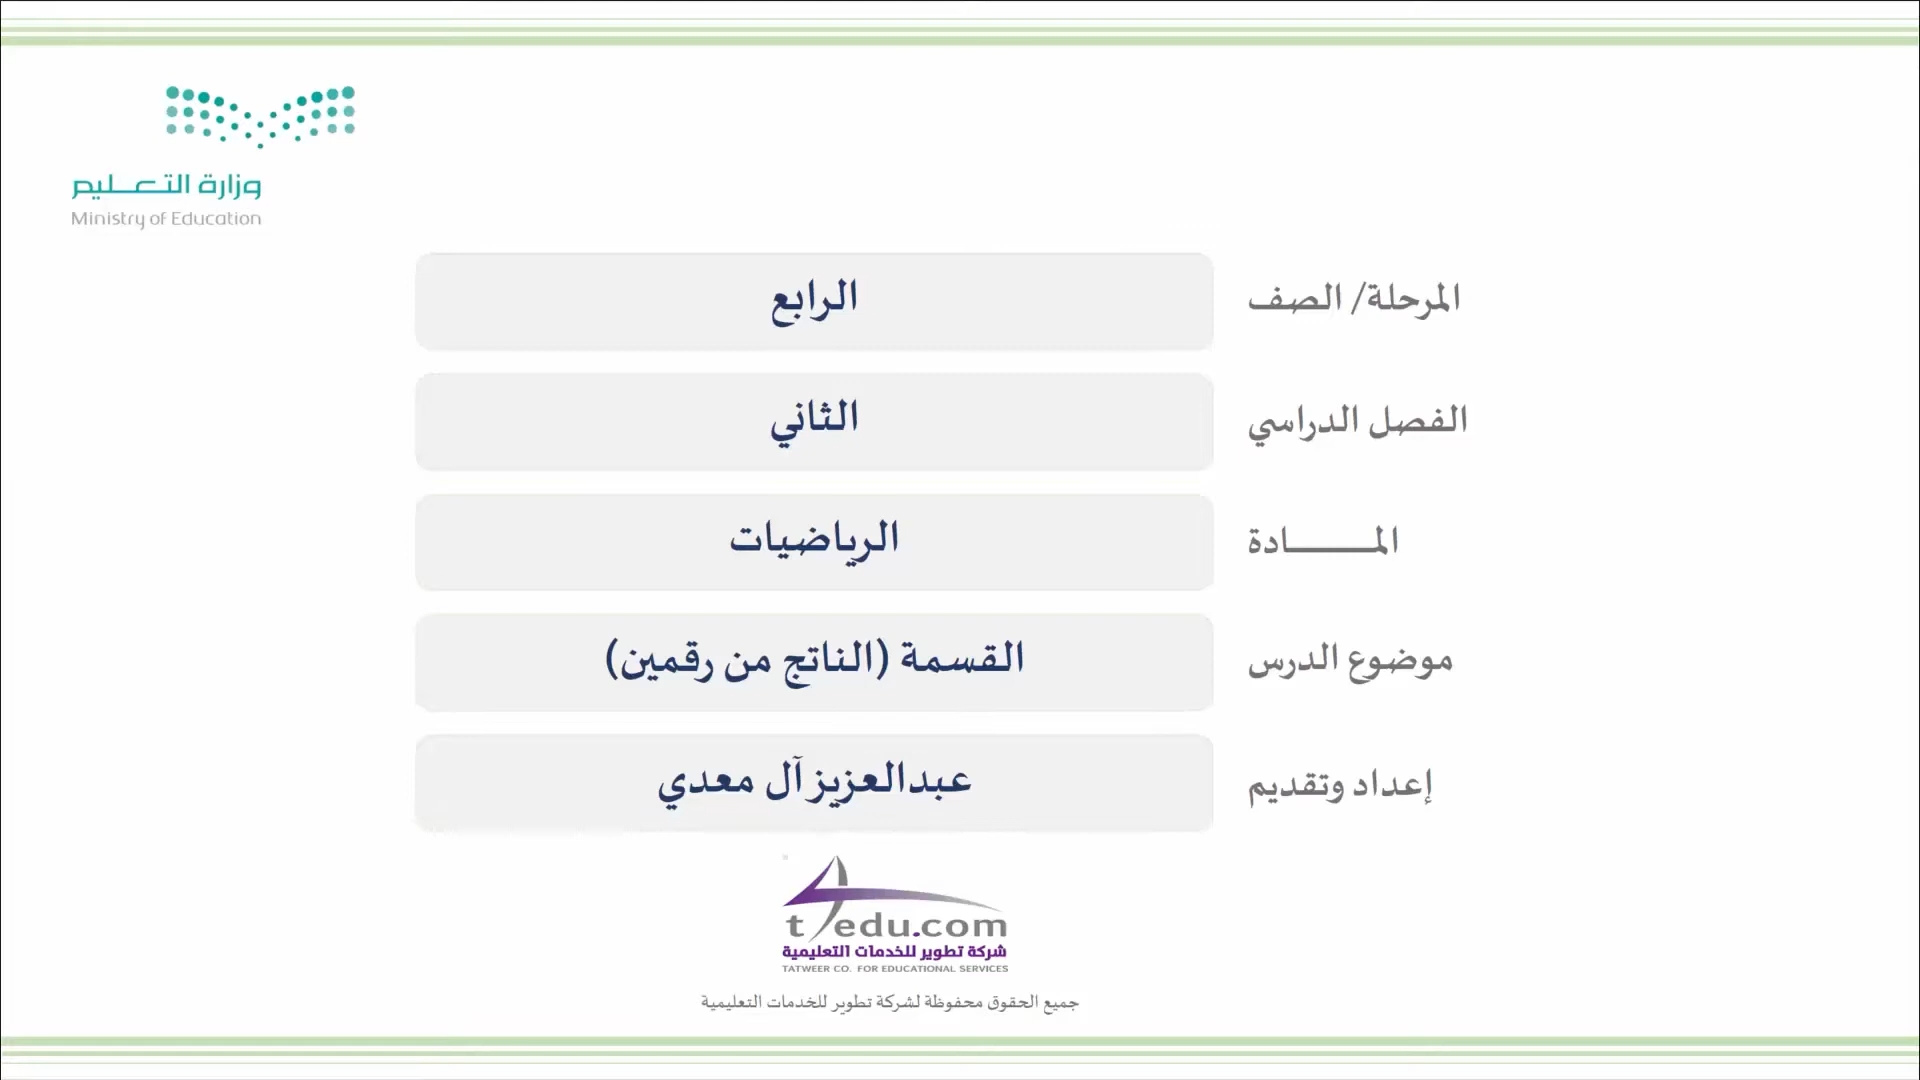 وزارة التـعـليم
Ministry of Education
المرحلة/ الصف الرابع
الفصل الدراسي الثاني
المـــــــادة الرياضيات
موضوع الدرس القسمة (الناتج من رقمين)
إعداد وتقديم عبدالعزيز آل معدي
t4edu.com
شركة تطوير للخدمات التعليمية
TATWEER CO. FOR EDUCATIONAL SERVICES
جميع الحقوق محفوظة لشركة تطوير للخدمات التعليمية